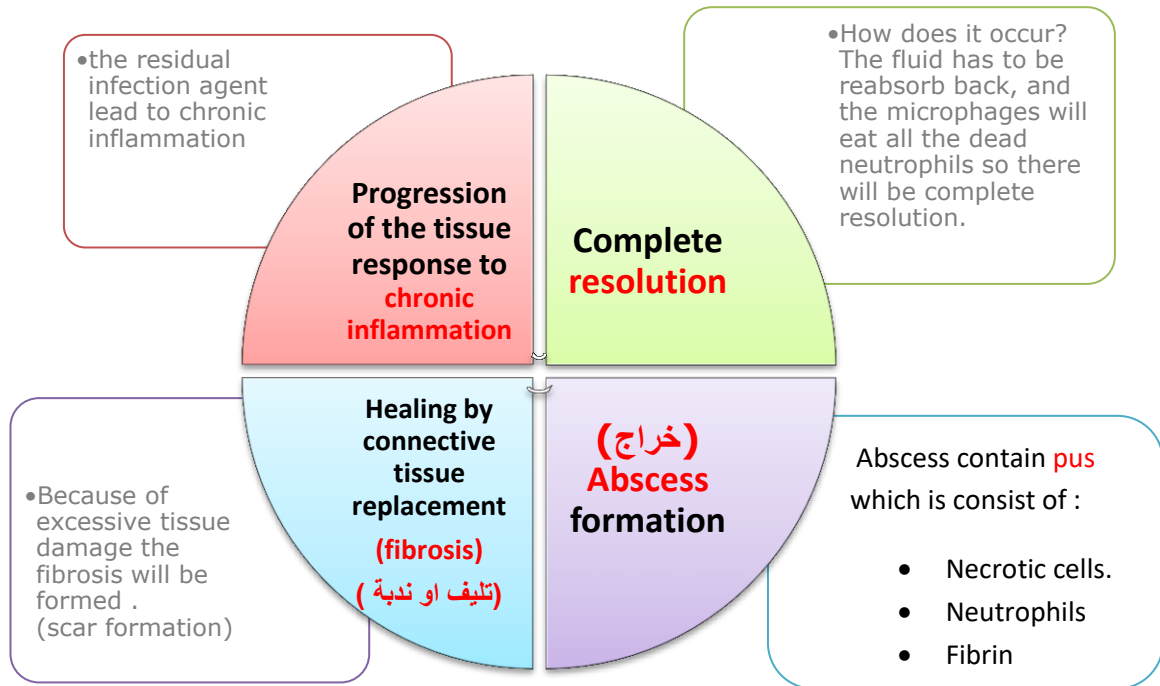 •the residual
infection agent
lead to chronic
inflammation
•How does it occur?
The fluid has to be
reabsorb back, and
the microphages will
eat all the dead
neutrophils so there
will be complete
resolution.
Progression
of the tissue
response to
chronic
inflammation
Complete
resolution
Healing by
connective
tissue
replacement
(fibrosis)
(تليف او ندبة )
(خراج)
Abscess
formation
•Because of
excessive tissue
damage the
fibrosis will be
formed .
(scar formation)
Abscess contain pus
which is consist of :
• Necrotic cells.
• Neutrophils
• Fibrin